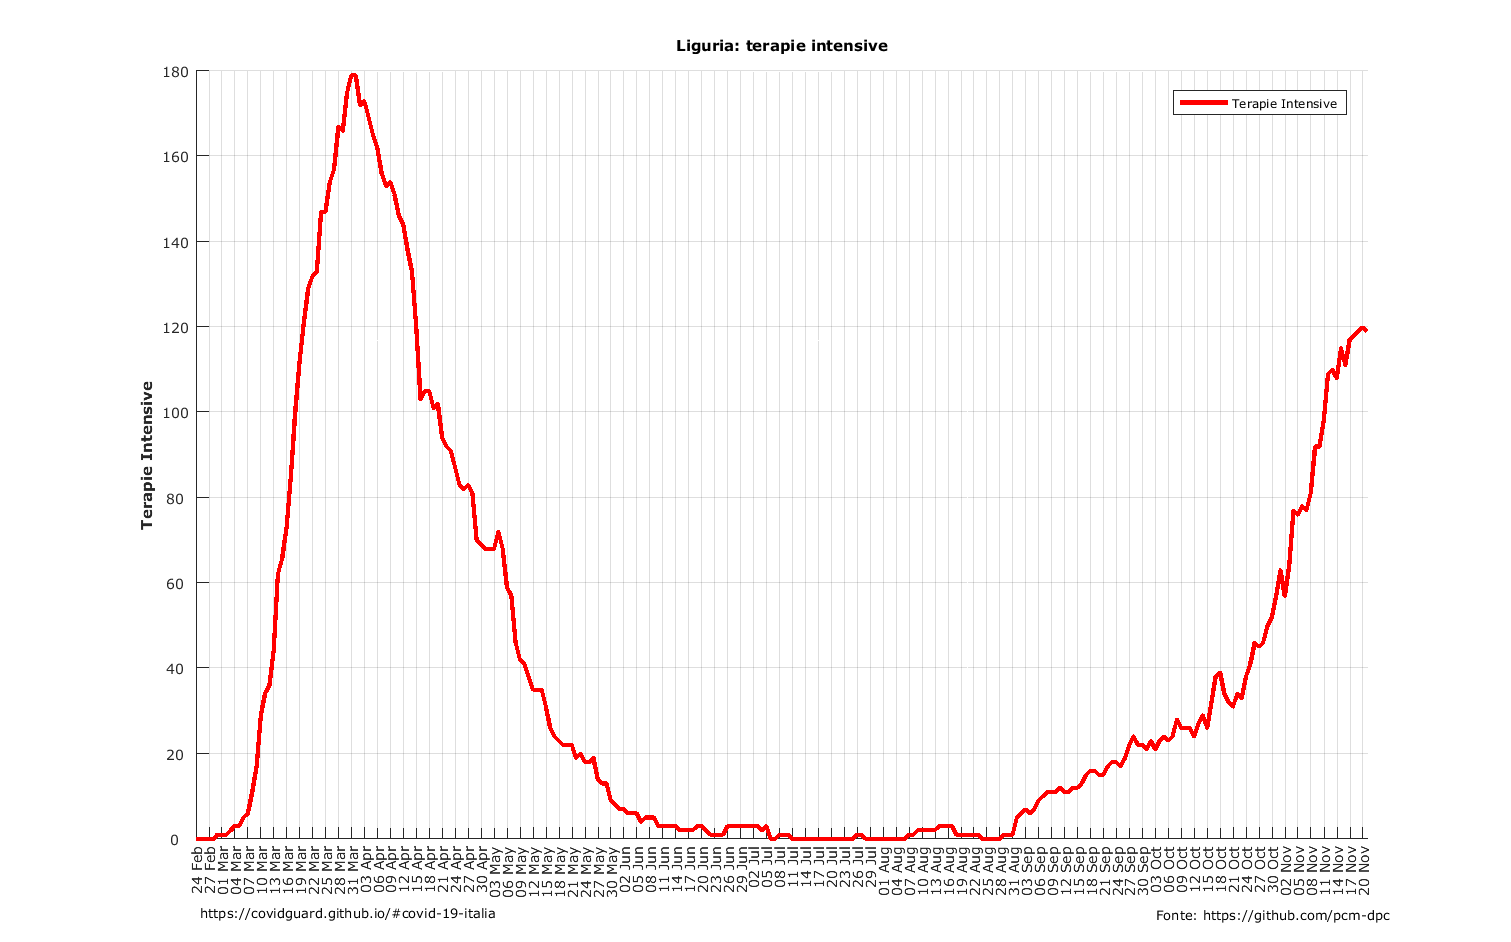 Liguria: terapie intensive
Terapie Intensive
Terapie Intensive
180
160
140
120
100
80
60
40
20
0
24 Feb
27 Feb
01 Mar
04 Mar
07 Mar
10 Mar
13 Mar
16 Mar
19 Mar
22 Mar
25 Mar
28 Mar
31 Mar
03 Apr
06 Apr
09 Apr
12 Apr
15 Apr
18 Apr
21 Apr
24 Apr
27 Apr
30 Apr
03 May
06 May
09 May
12 May
15 May
18 May
21 May
24 May
27 May
30 May
02 Jun
05 Jun
08 Jun
11 Jun
14 Jun
17 Jun
20 Jun
23 Jun
26 Jun
29 Jun
02 Jul
05 Jul
08 Jul
11 Jul
14 Jul
17 Jul
20 Jul
23 Jul
26 Jul
29 Jul
01 Aug
04 Aug
07 Aug
10 Aug
13 Aug
16 Aug
19 Aug
22 Aug
25 Aug
28 Aug
31 Aug
03 Sep
06 Sep
09 Sep
12 Sep
15 Sep
18 Sep
21 Sep
24 Sep
27 Sep
30 Sep
03 Oct
06 Oct
09 Oct
12 Oct
15 Oct
18 Oct
21 Oct
24 Oct
27 Oct
30 Oct
02 Nov
05 Nov
08 Nov
11 Nov
14 Nov
17 Nov
20 Nov
https://covidguard.github.io/#covid-19-italia
Fonte: https://github.com/pcm-dpc